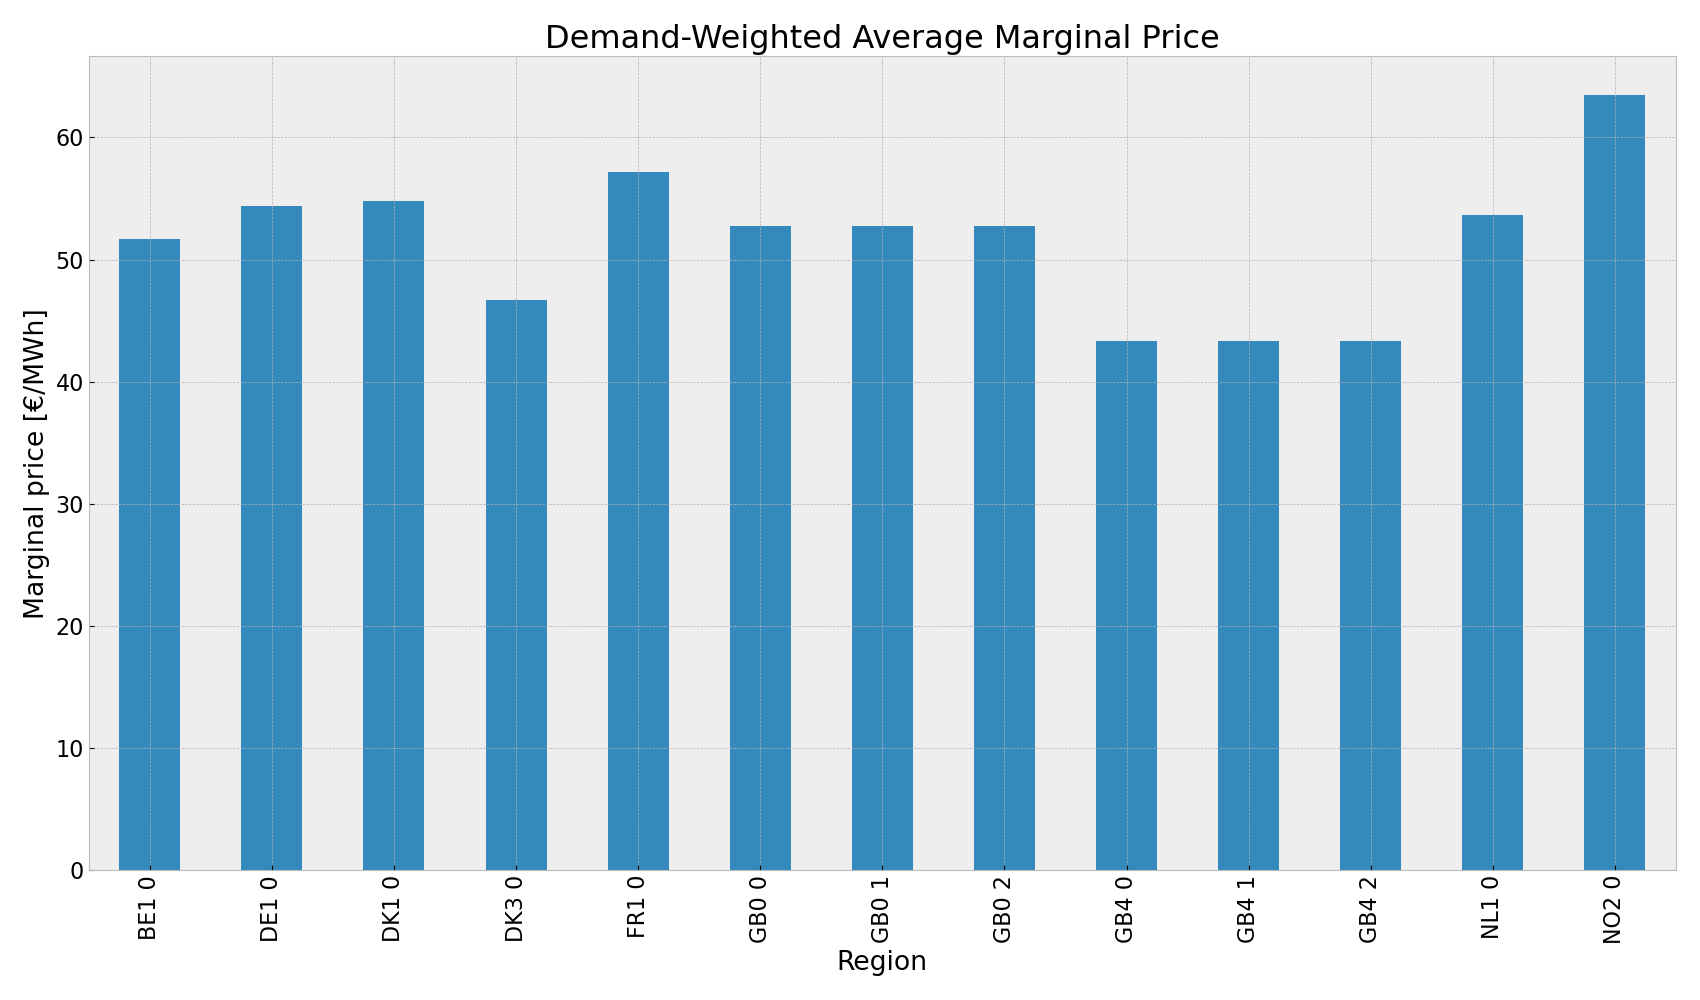 Demand-Weighted Average Marginal Price
Marginal price [€/MWh]
60
50
40
30
20
10
0
BE1 0
DE1 0
DK1 0
DK3 0
FR1 0
GB0 0
GB0 1
GB0 2
GB4 0
GB4 1
GB4 2
NL1 0
NO2 0
Region